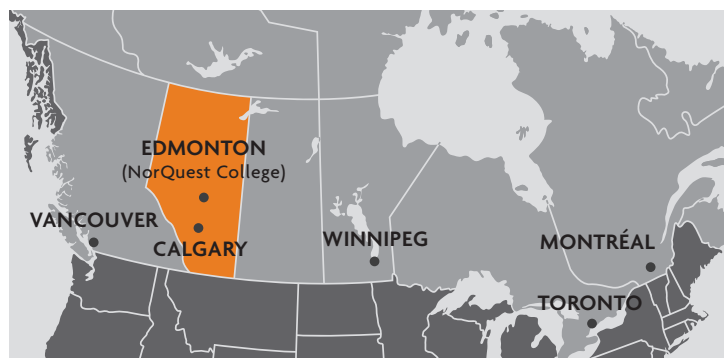 EDMONTON
(NorQuest College)
VANCOUVER
CALGARY
WINNIPEG
MONTRÉAL
TORONTO